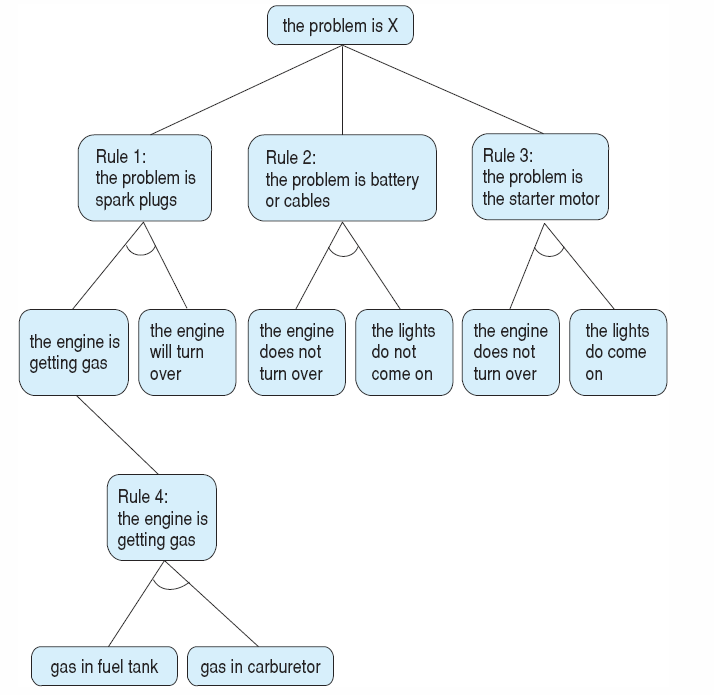 the problem is X
Rule 1:
the problem is
spark plugs
Rule 2:
the problem is battery
or cables
Rule 3:
the problem is
the starter motor
the engine is
getting gas
the engine
will turn
over
the engine
does not
turn over
the lights
do not
come on
the engine
does not
turn over
the lights
do come
on
Rule 4:
the engine is
getting gas
gas in fuel tank
gas in carburetor